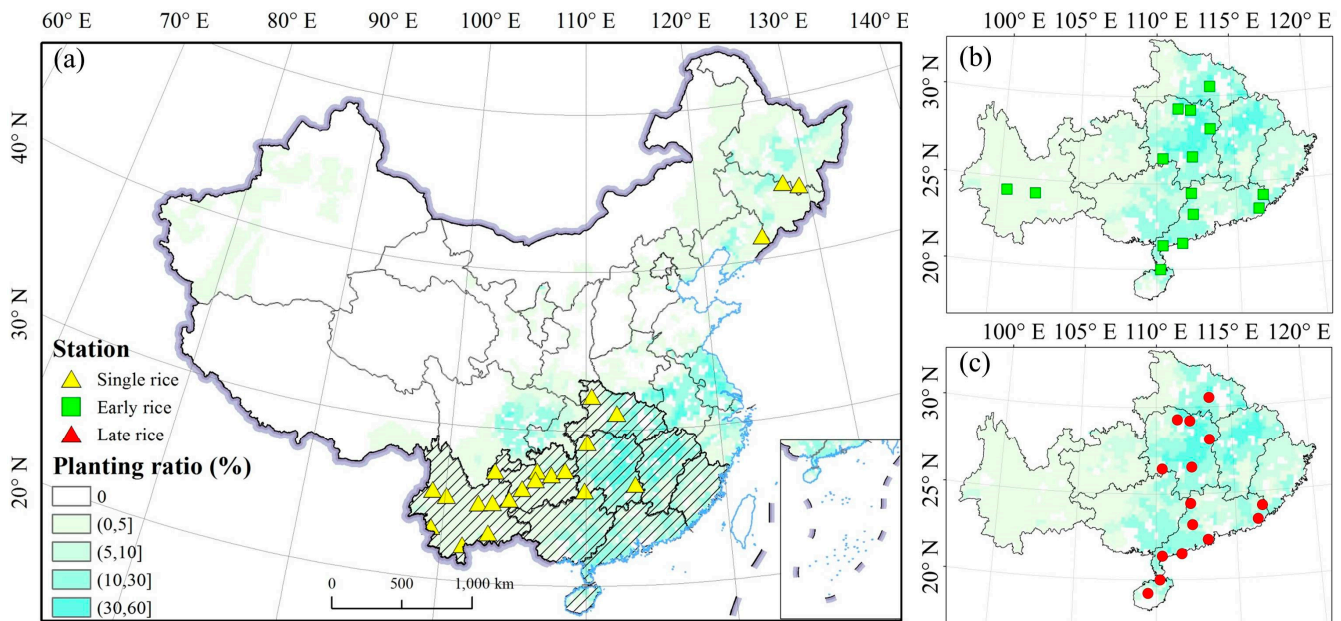 60° E 70° E 80° E 90° E 100° E 110° E 120° E 130° E 140° E
(a)
40° N
30° N
20° N
Station
Single rice
Early rice
Late rice
Planting ratio (%)
0
(0,5]
(5,10]
(10,30]
(30,60]
0 500 1,000 km
100° E 105° E 110° E 115° E 120° E
(b)
30° N
25° N
20° N
100° E 105° E 110° E 115° E 120° E
(c)
30° N
25° N
20° N